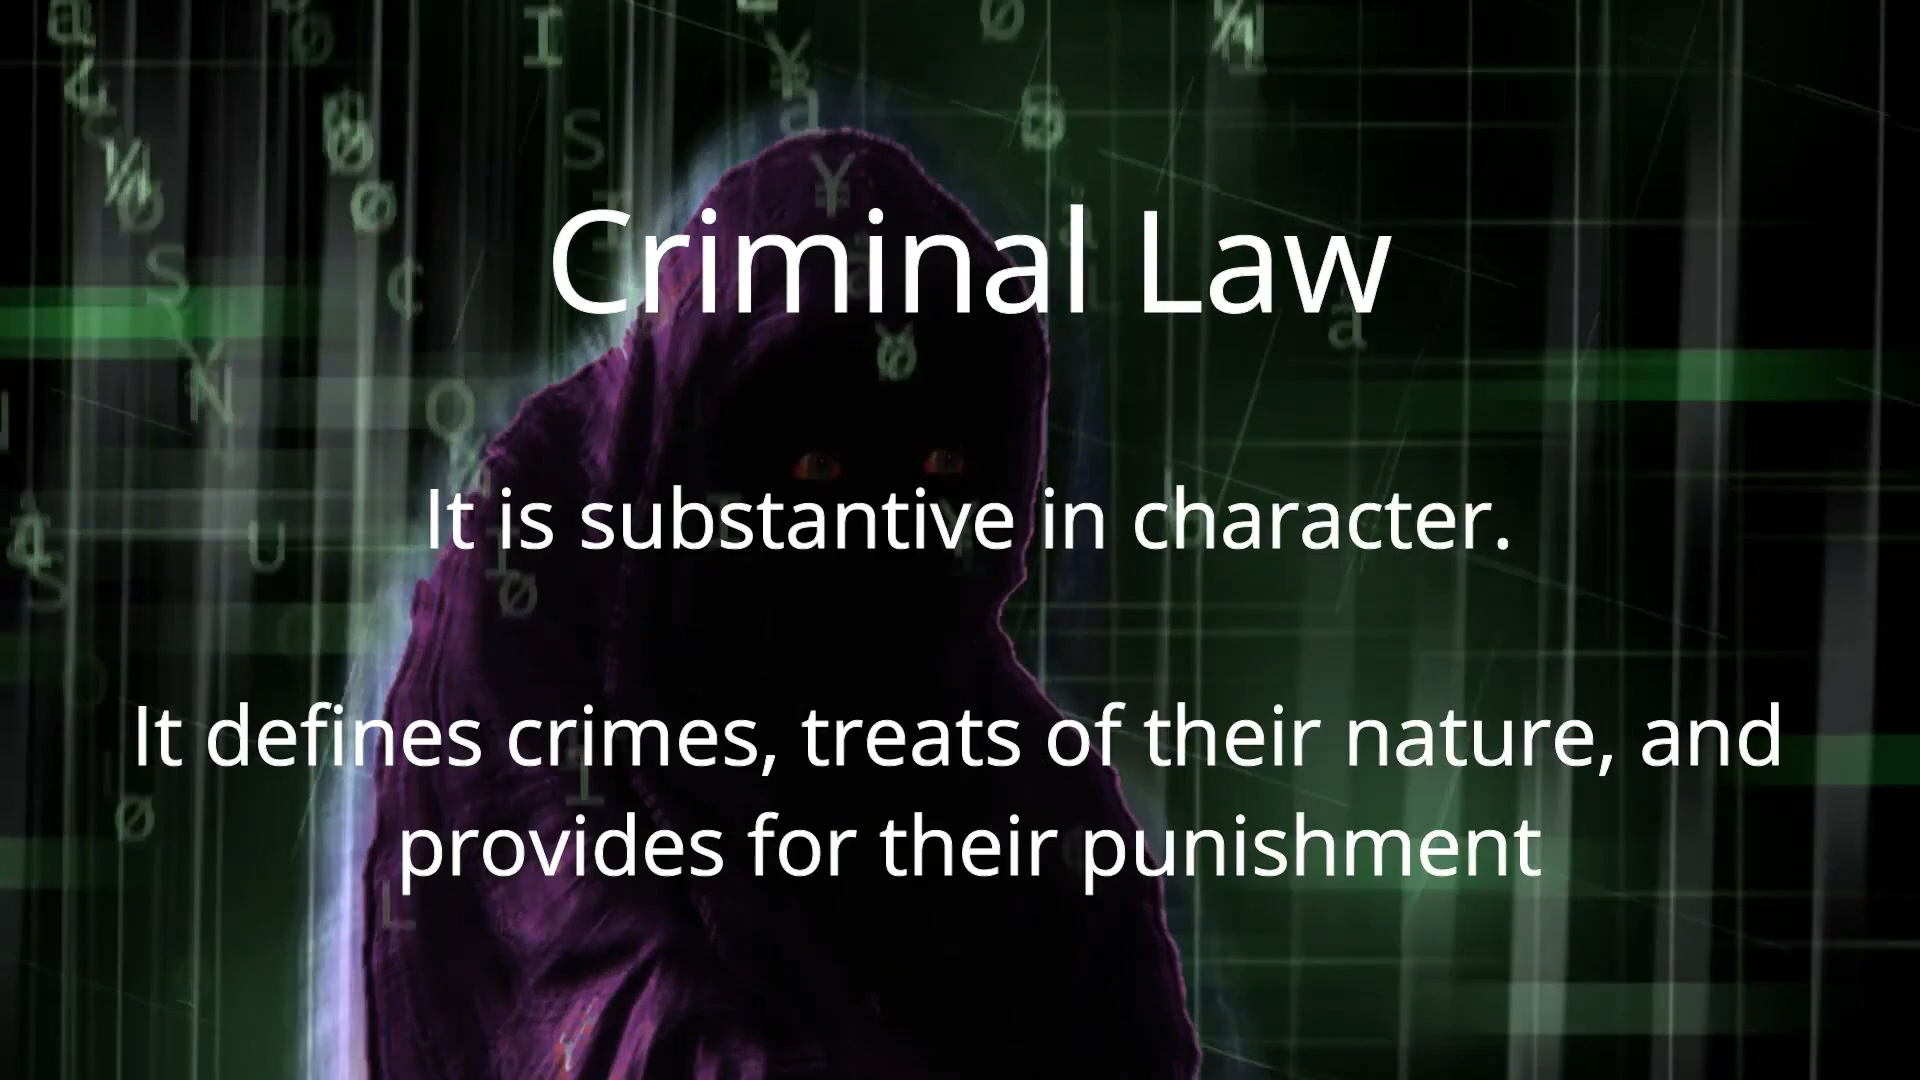 Criminal Law
It is substantive in character.
It defines crimes, treats of their nature, and
provides for their punishment